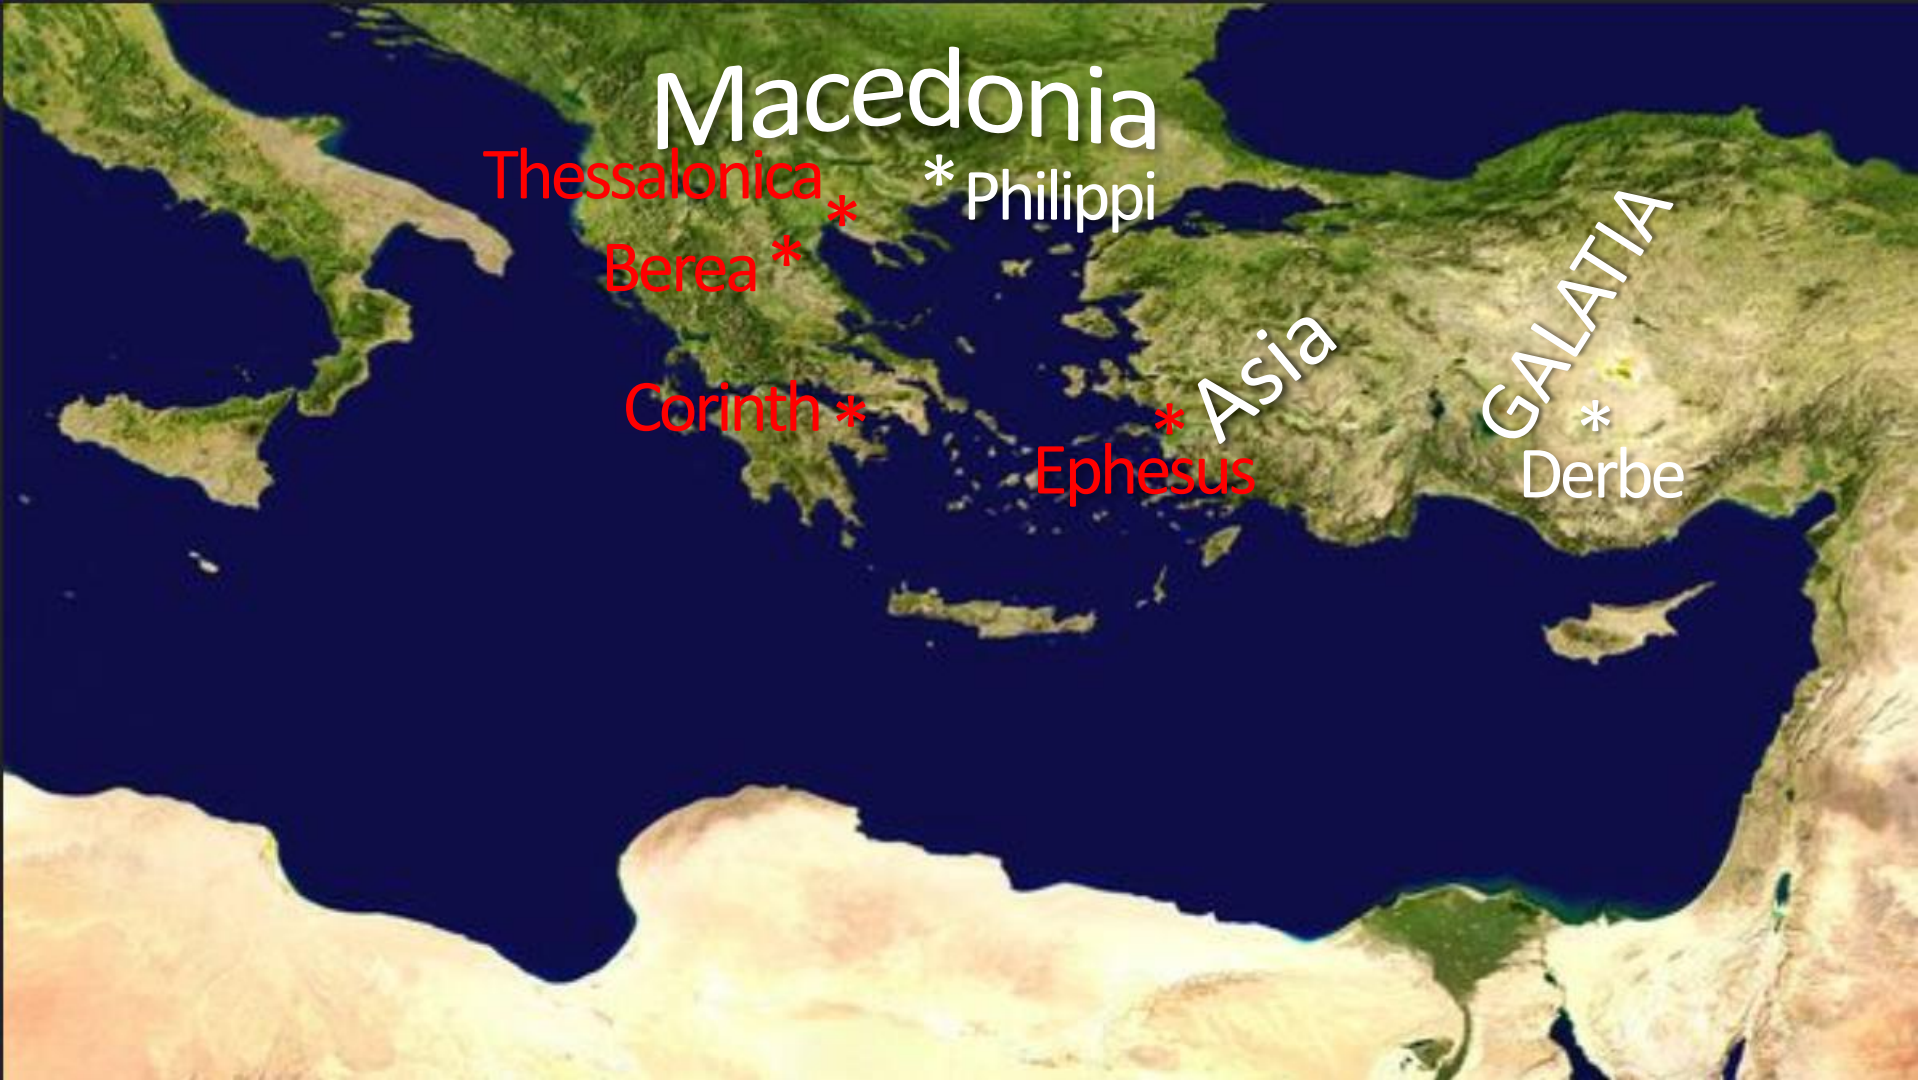 Macedonia
Thessalonica
*
* Philippi
Berea *
GALATIA
Asia
Corinth *
*
Ephesus
*
Derbe